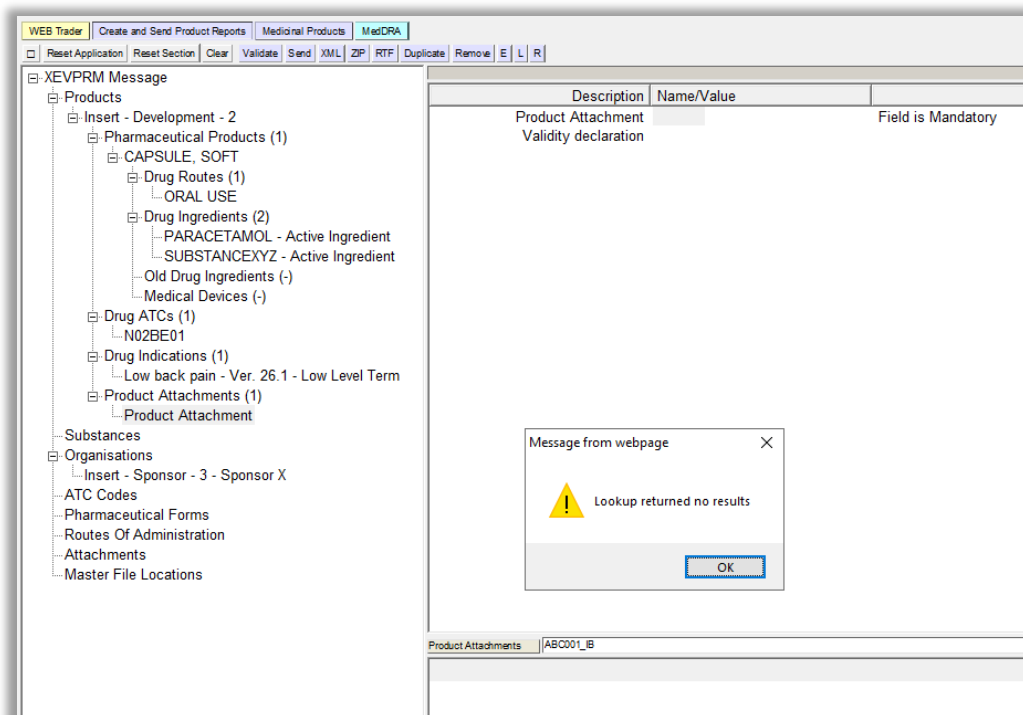 WEB Trader Create and Send Product Reports Medicinal Products MedDRA
Reset Application Reset Section Clear Validate Send XML ZIP RTF Duplicate Remove E L R
XEVPRM Message
Products
Insert - Development - 2
Pharmaceutical Products (1)
CAPSULE, SOFT
Drug Routes (1)
ORAL USE
Drug Ingredients (2)
PARACETAMOL - Active Ingredient
SUBSTANCEXYZ - Active Ingredient
Old Drug Ingredients (-)
Medical Devices (-)
Drug ATCs (1)
N02BE01
Drug Indications (1)
Low back pain - Ver. 26.1 - Low Level Term
Product Attachments (1)
Product Attachment
Substances
Organisations
Insert - Sponsor - 3 - Sponsor X
ATC Codes
Pharmaceutical Forms
Routes Of Administration
Attachments
Master File Locations
Description Name/Value
Product Attachment Field is Mandatory
Validity declaration
Message from webpage
Lookup returned no results
OK
Product Attachments ABC001_IB